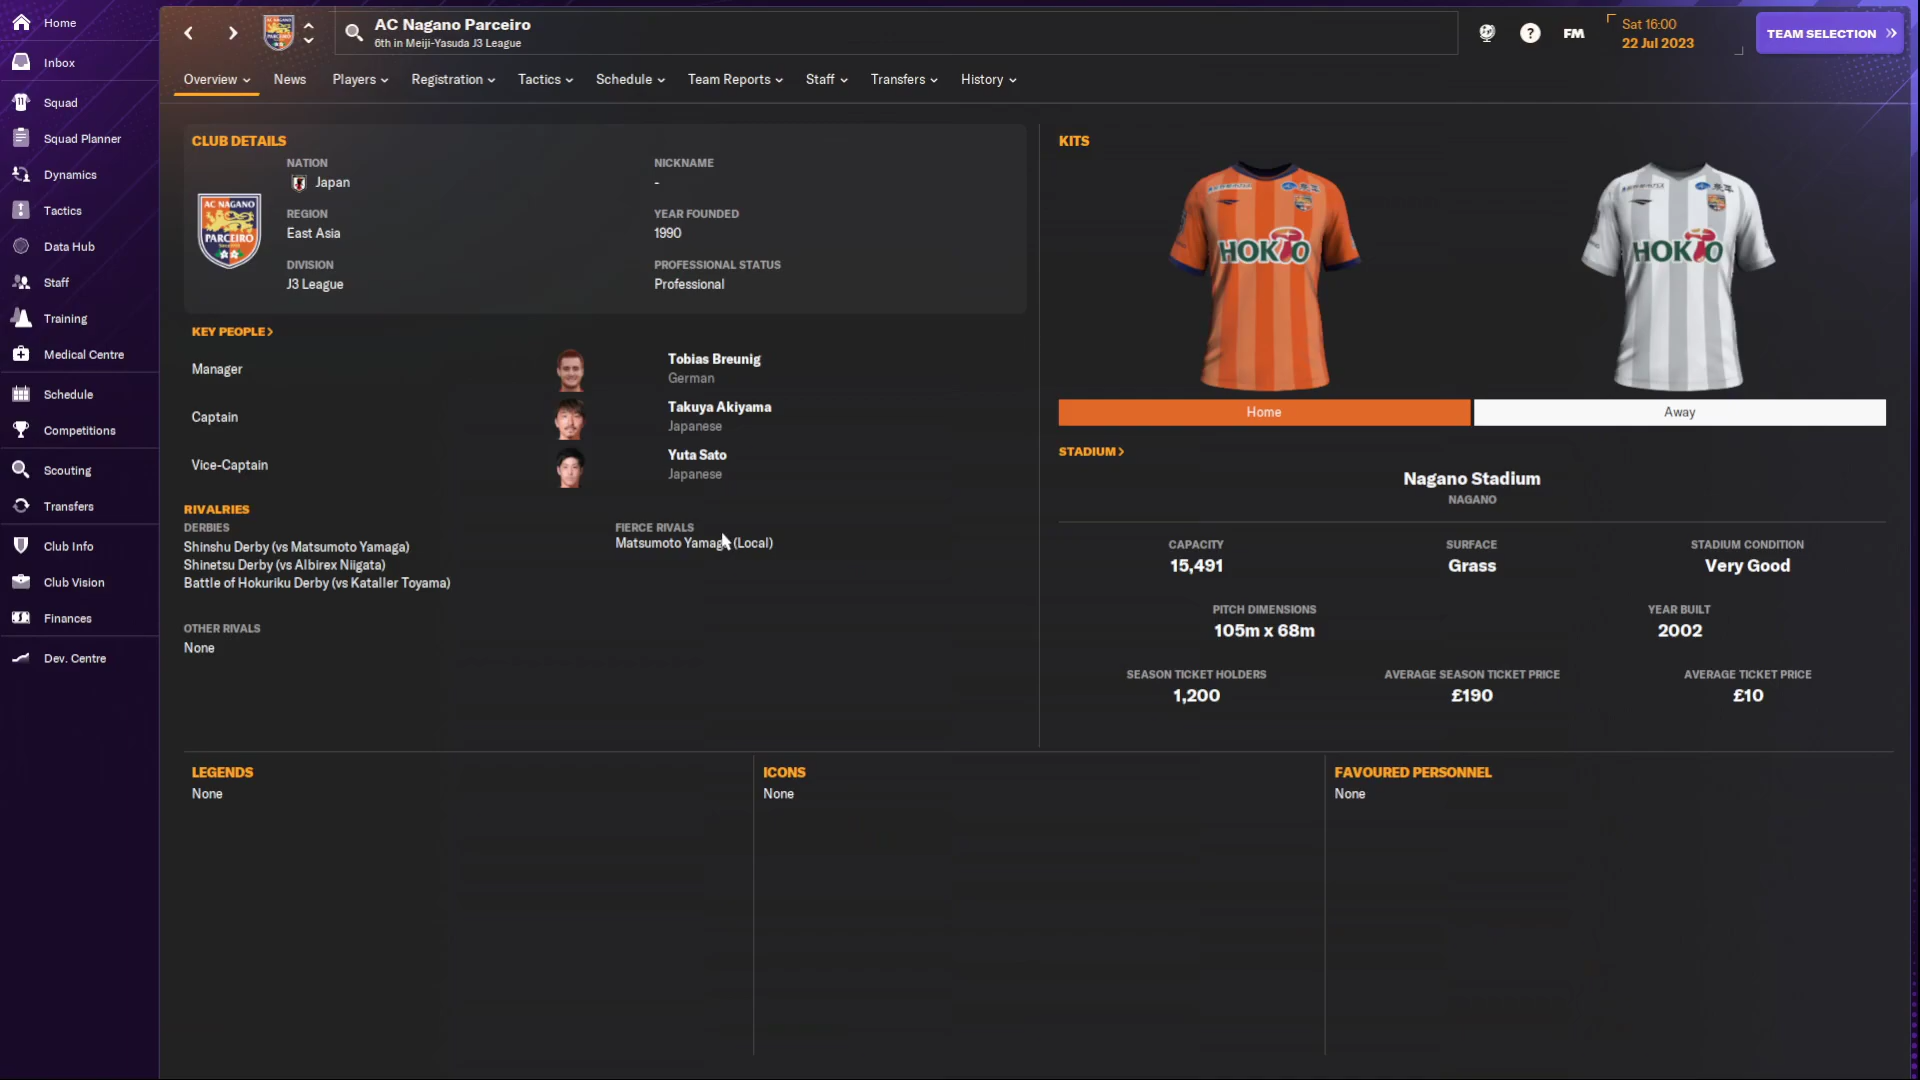 Home
Inbox
Squad
Squad Planner
Dynamics
Tactics
Data Hub
Staff
Training
Medical Centre
Schedule
Competitions
Scouting
Transfers
Club Info
Club Vision
Finances
Dev. Centre
AC Nagano Parceiro
6th in Meiji-Yasuda J3 League
?
FM
Sat 16:00
22 Jul 2023
TEAM SELECTION
Overview
News
Players
Registration
Tactics
Schedule
Team Reports
Staff
Transfers
History
CLUB DETAILS
AC NAGANO
PARCEIRO
NATION
Japan
NICKNAME
-
REGION
East Asia
YEAR FOUNDED
1990
DIVISION
J3 League
PROFESSIONAL STATUS
Professional
KEY PEOPLE
Manager
Tobias Breunig
German
Captain
Takuya Akiyama
Japanese
Vice-Captain
Yuta Sato
Japanese
RIVALRIES
DERBIES
Shinshu Derby (vs Matsumoto Yamaga)
Shinetsu Derby (vs Albirex Niigata)
Battle of Hokuriku Derby (vs Kataller Toyama)
FIERCE RIVALS
Matsumoto Yamaga (Local)
OTHER RIVALS
None
KITS
HOKTO
HOKTO
Home
Away
STADIUM
Nagano Stadium
NAGANO
CAPACITY
15,491
SURFACE
Grass
STADIUM CONDITION
Very Good
PITCH DIMENSIONS
105m x 68m
YEAR BUILT
2002
SEASON TICKET HOLDERS
1,200
AVERAGE SEASON TICKET PRICE
£190
AVERAGE TICKET PRICE
£10
LEGENDS
None
ICONS
None
FAVOURED PERSONNEL
None